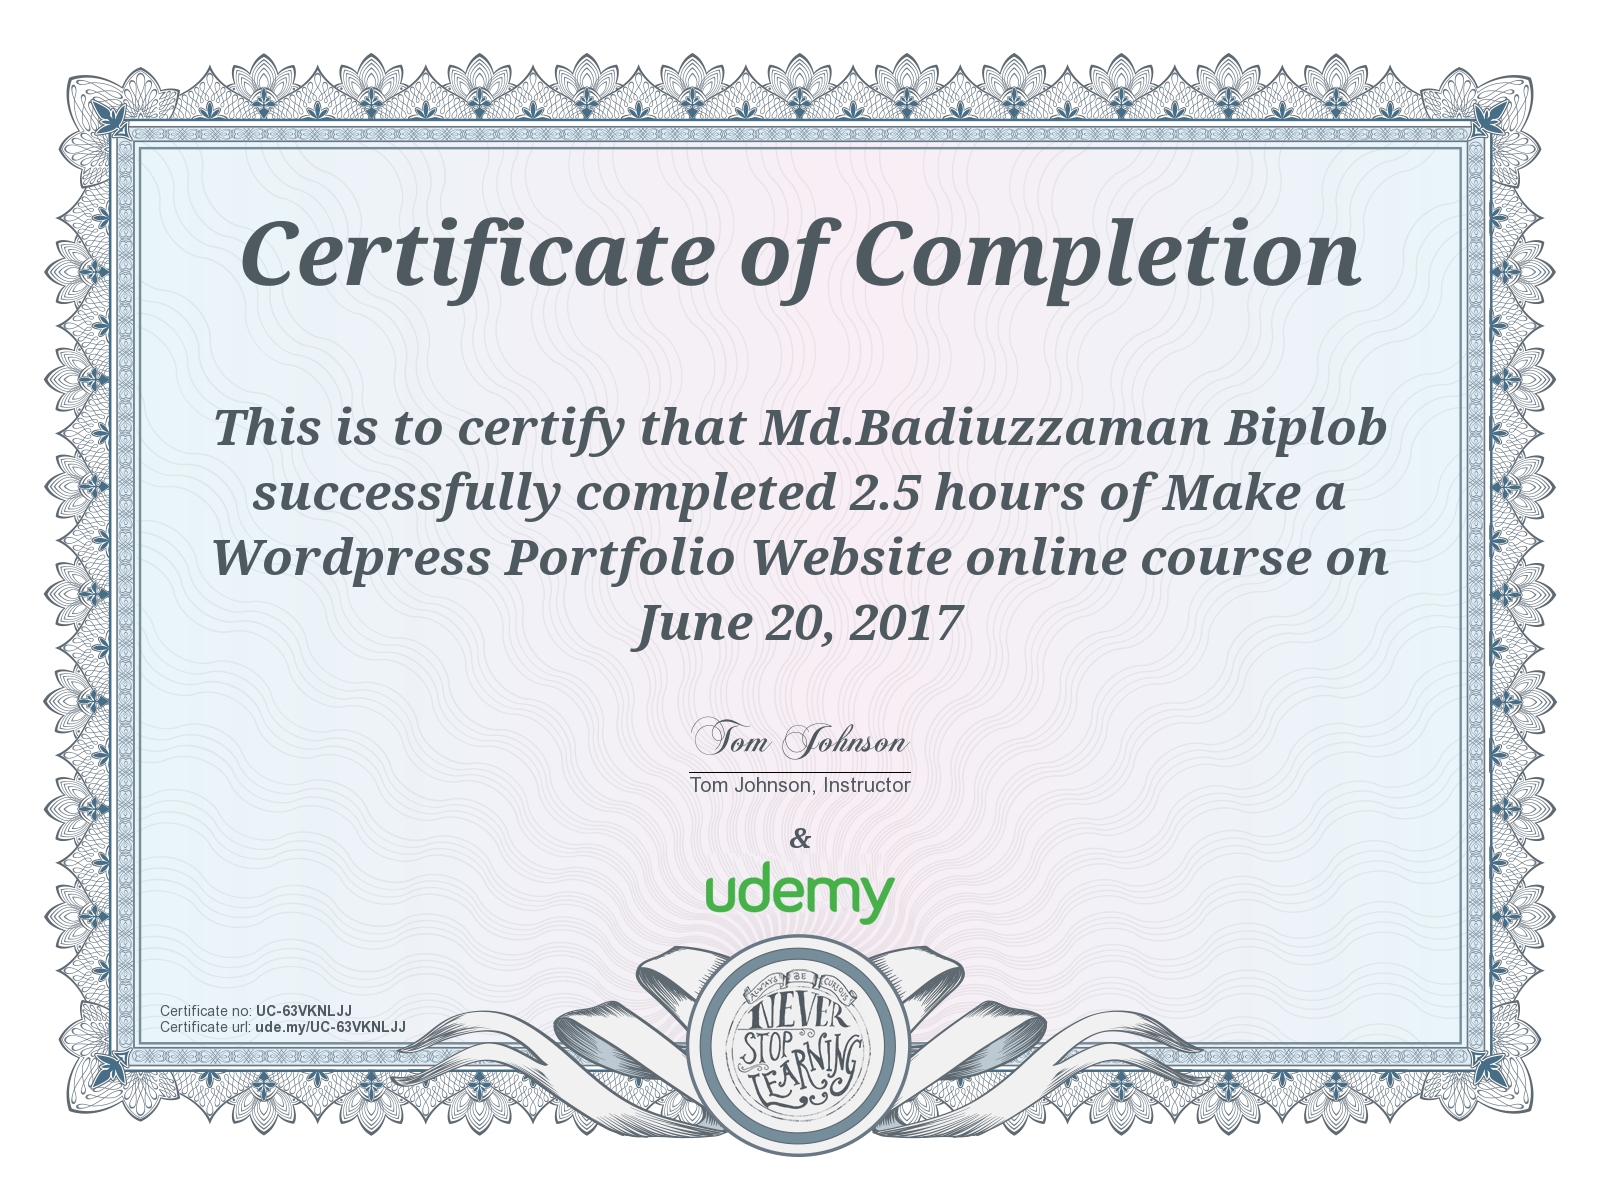 Certificate of Completion
This is to certify that Md.Badiuzzaman Biplob
successfully completed 2.5 hours of Make a
Wordpress Portfolio Website online course on
June 20, 2017
Tom Johnson
Tom Johnson, Instructor
&
udemy
Certificate no: UC-63VKNLJJ
Certificate url: ude.my/UC-63VKNLJJ
ALWAYS BE CURIOUS
NEVER
STOP
LEARNING